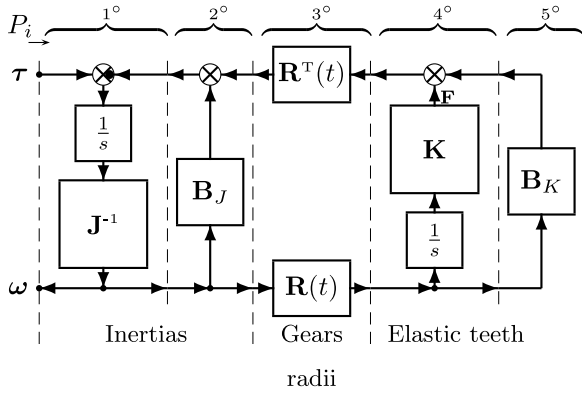 1° 2° 3° 4° 5°
P_i
τ R^T(t)
F
1/s K
B_J B_K
J^-1 1/s
ω R(t)
Inertias Gears Elastic teeth
radii